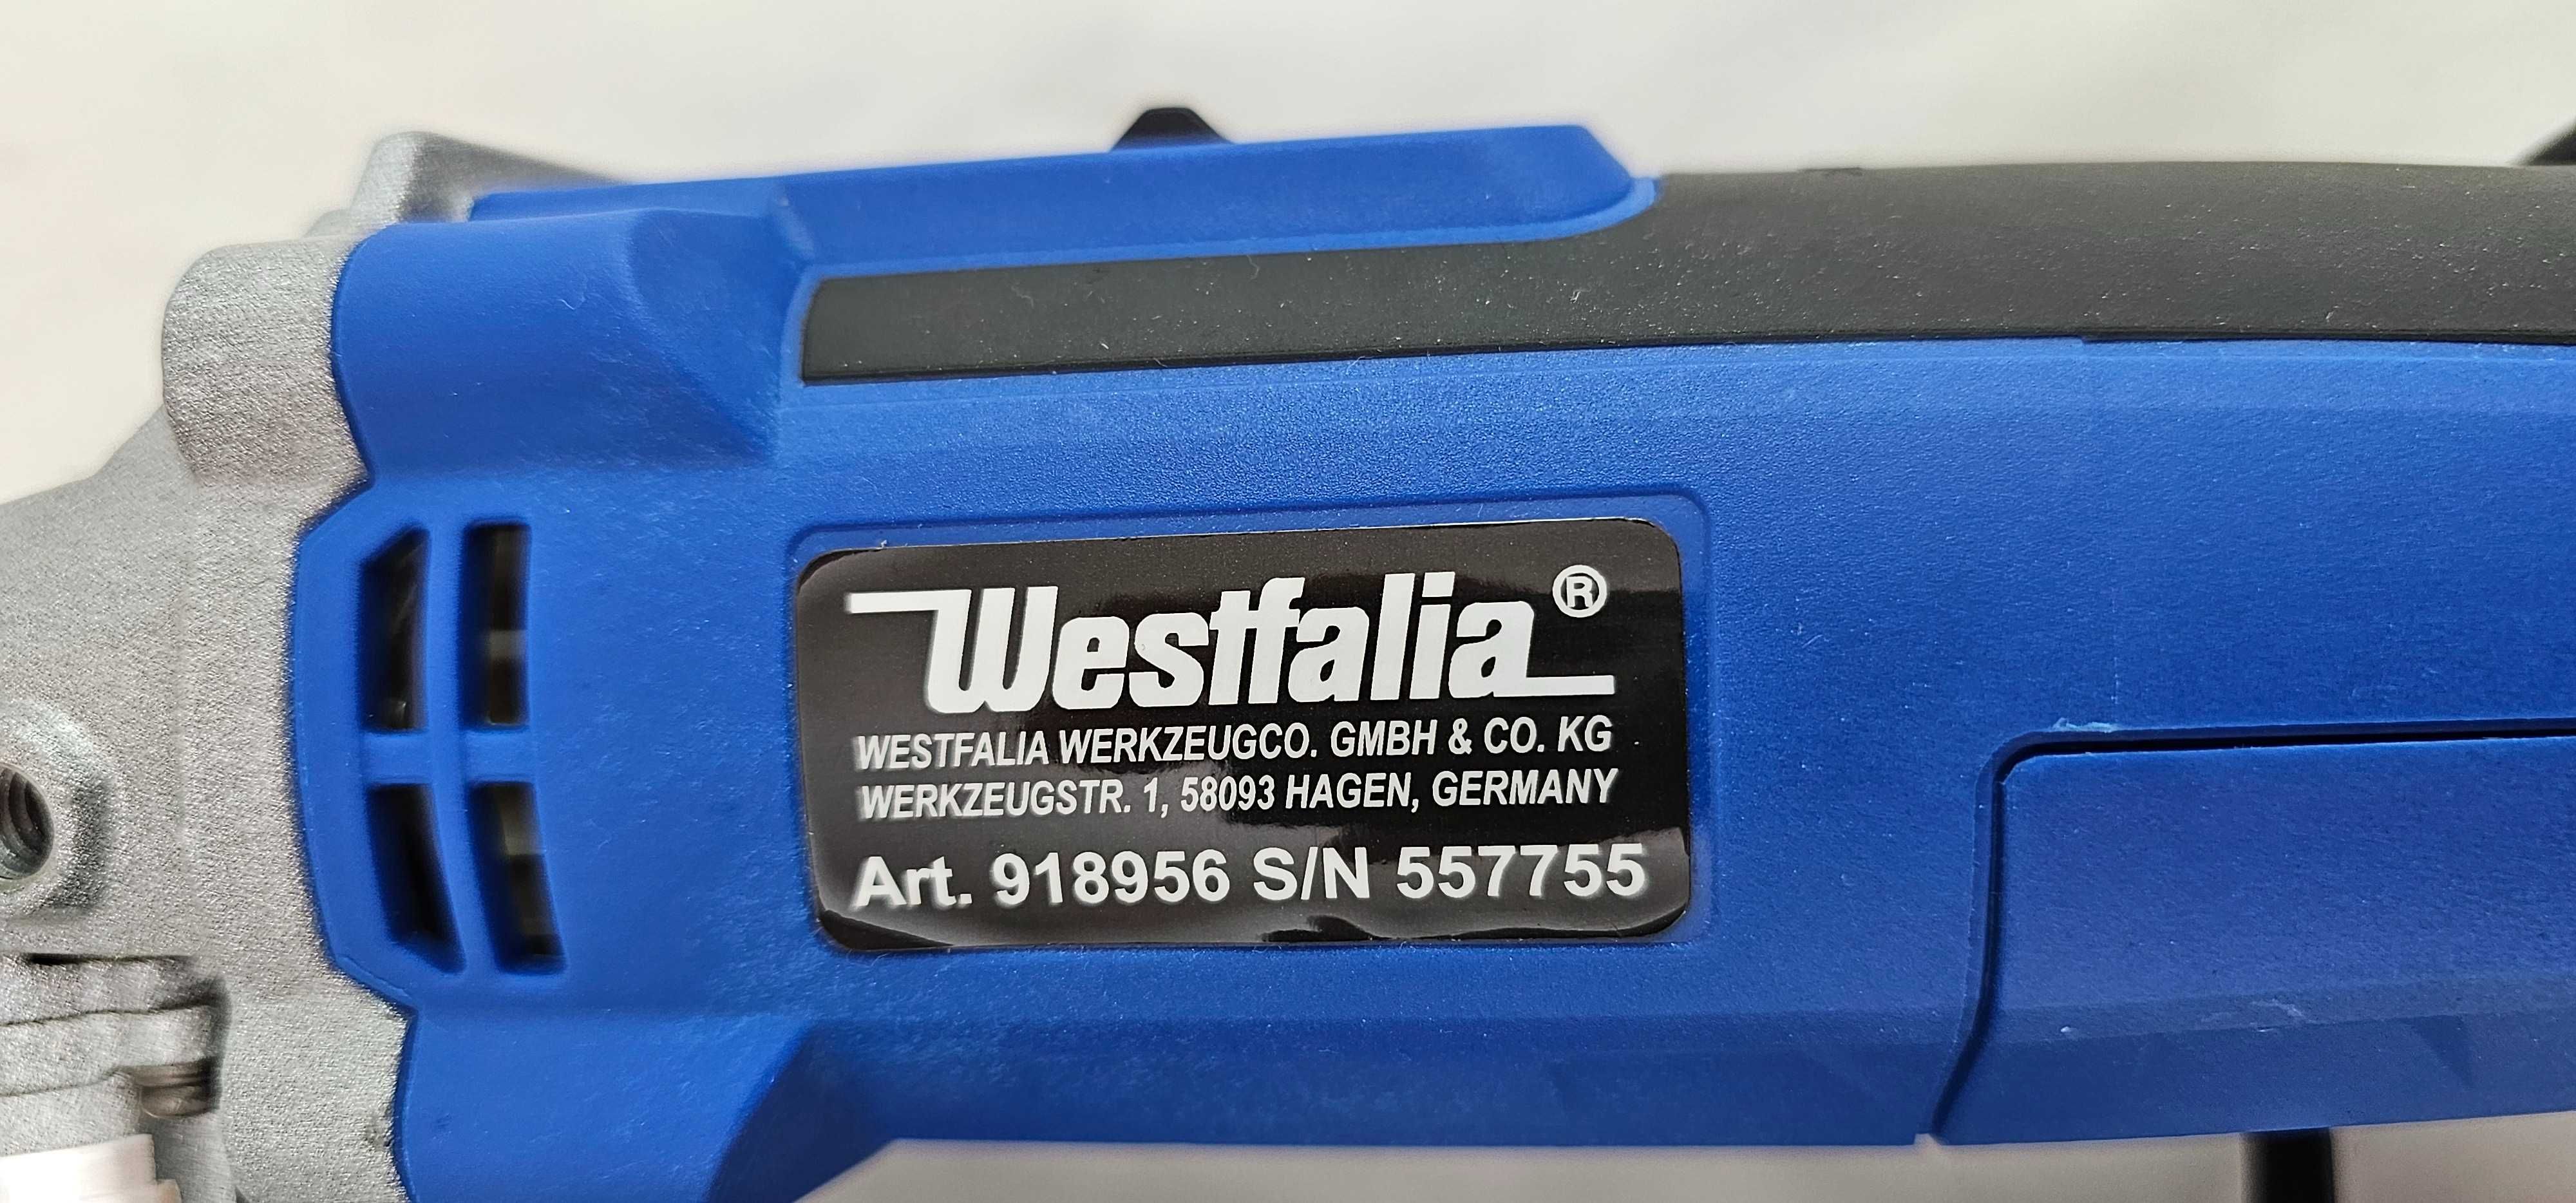 Westfalia®
WESTFALIA WERKZEUGCO. GMBH & CO. KG
WERKZEUGSTR. 1, 58093 HAGEN, GERMANY
Art. 918956 S/N 557755